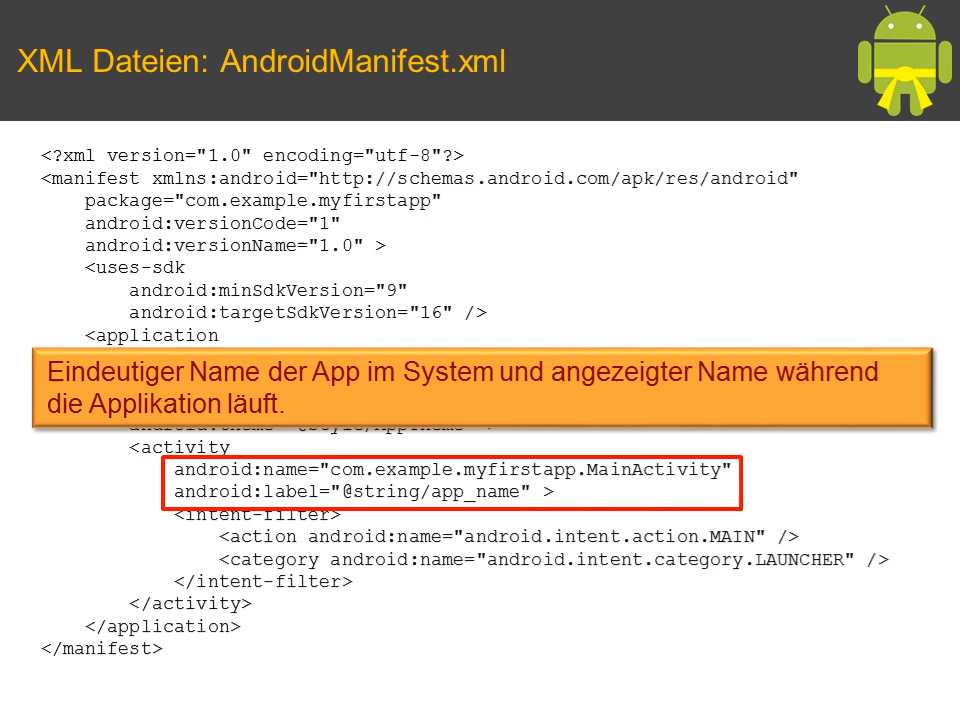 XML Dateien: AndroidManifest.xml
<?xml version="1.0" encoding="utf-8"?>
<manifest xmlns:android="http://schemas.android.com/apk/res/android"
package="com.example.myfirstapp"
android:versionCode="1"
android:versionName="1.0" >
<uses-sdk
android:minSdkVersion="9"
android:targetSdkVersion="16" />
<application
Eindeutiger Name der App im System und angezeigter Name während
die Applikation läuft.
<activity
android:name="com.example.myfirstapp.MainActivity"
android:label="@string/app_name" >
<intent-filter>
<action android:name="android.intent.action.MAIN" />
<category android:name="android.intent.category.LAUNCHER" />
</intent-filter>
</activity>
</application>
</manifest>